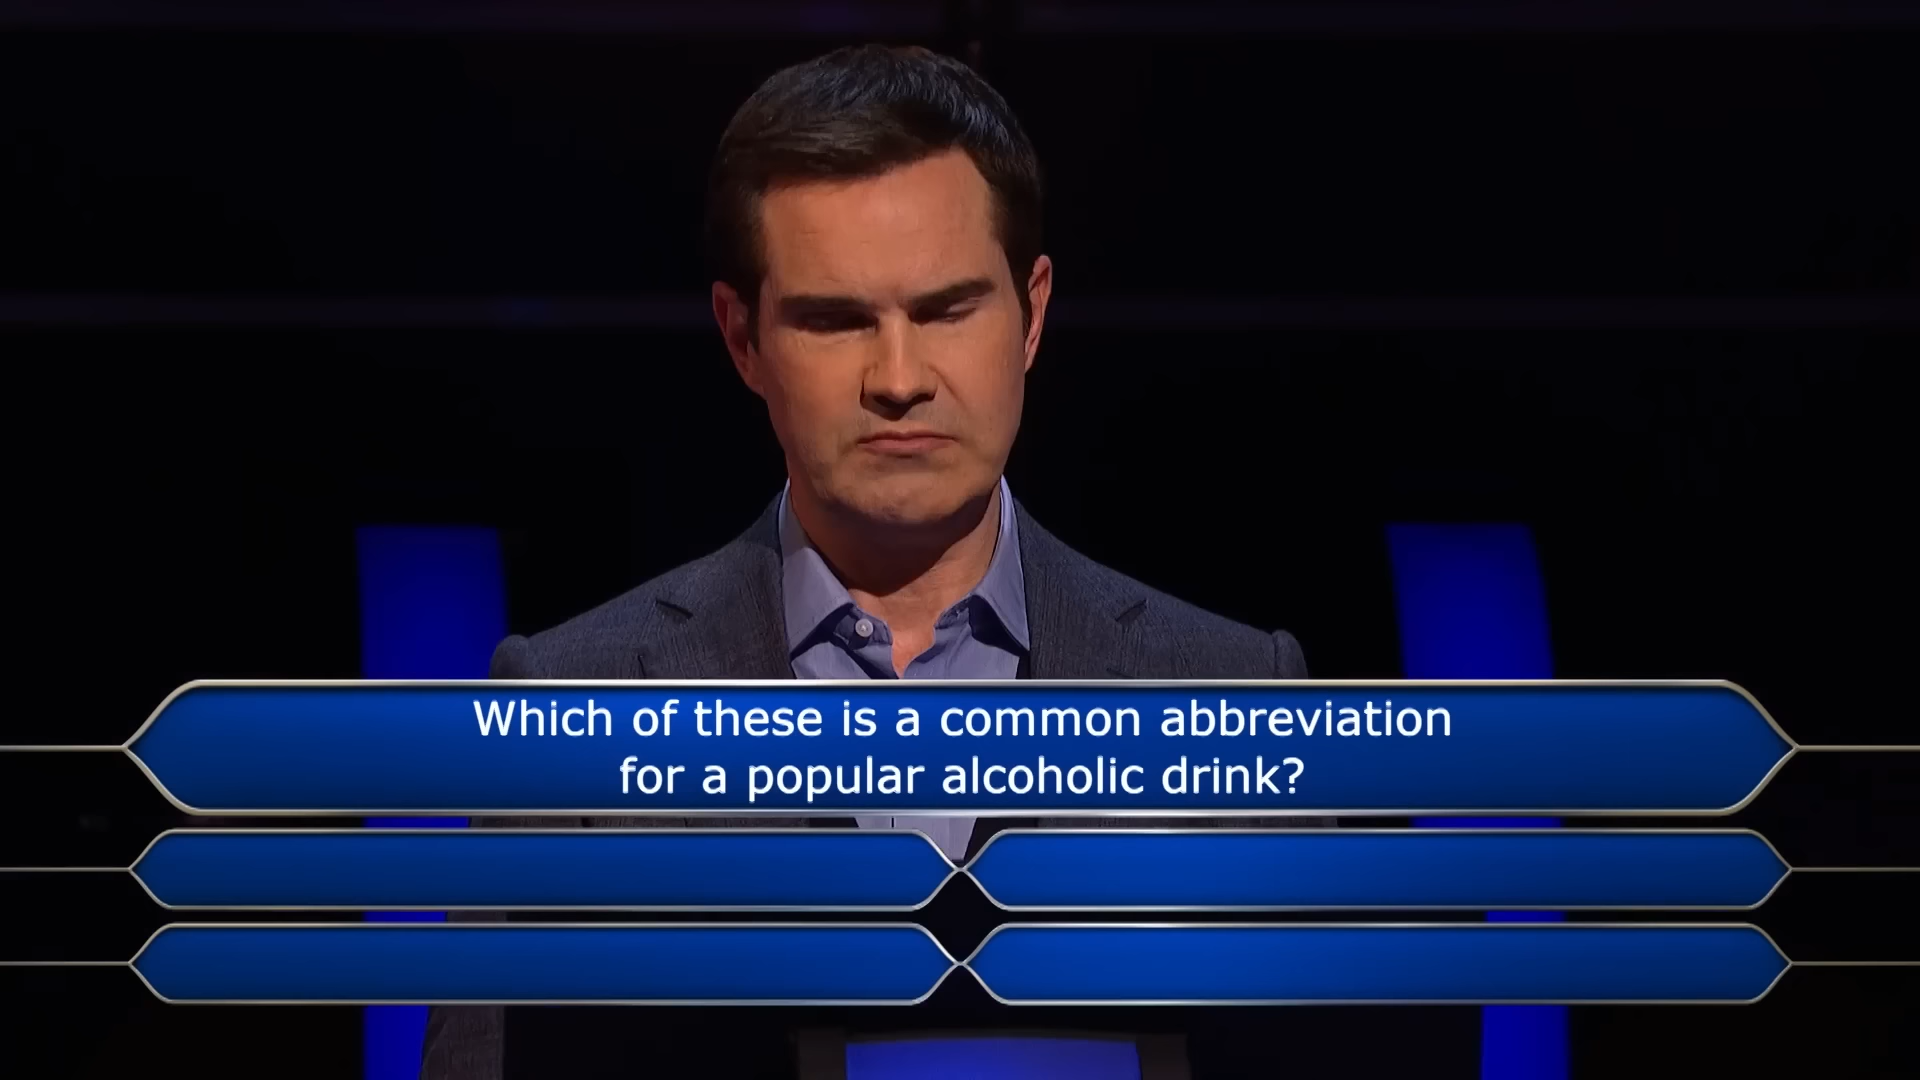 Which of these is a common abbreviation
for a popular alcoholic drink?